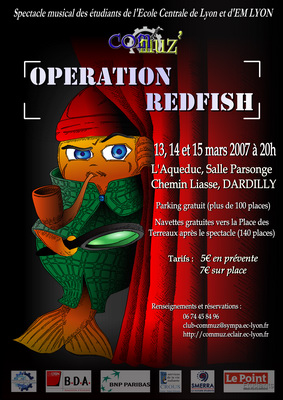 Spectacle musical des étudiants de l'Ecole Centrale de Lyon et d'EM LYON
COMMUZ'
OPERATION
REDFISH
13, 14 et 15 mars 2007 à 20h
L'Aqueduc, Salle Parsonge
Chemin Liasse, DARDILLY
Parking gratuit (plus de 100 places)
Navettes gratuites vers la Place des
Terreaux après le spectacle (140 places)
Tarifs : 5€ en prévente
7€ sur place
Renseignements et réservations :
06 74 45 84 96
club-commuz@sympa.ec-lyon.fr
http://commuz.eclair.ec-lyon.fr
B·D·A
BNP PARIBAS
SMERRA
Le Point